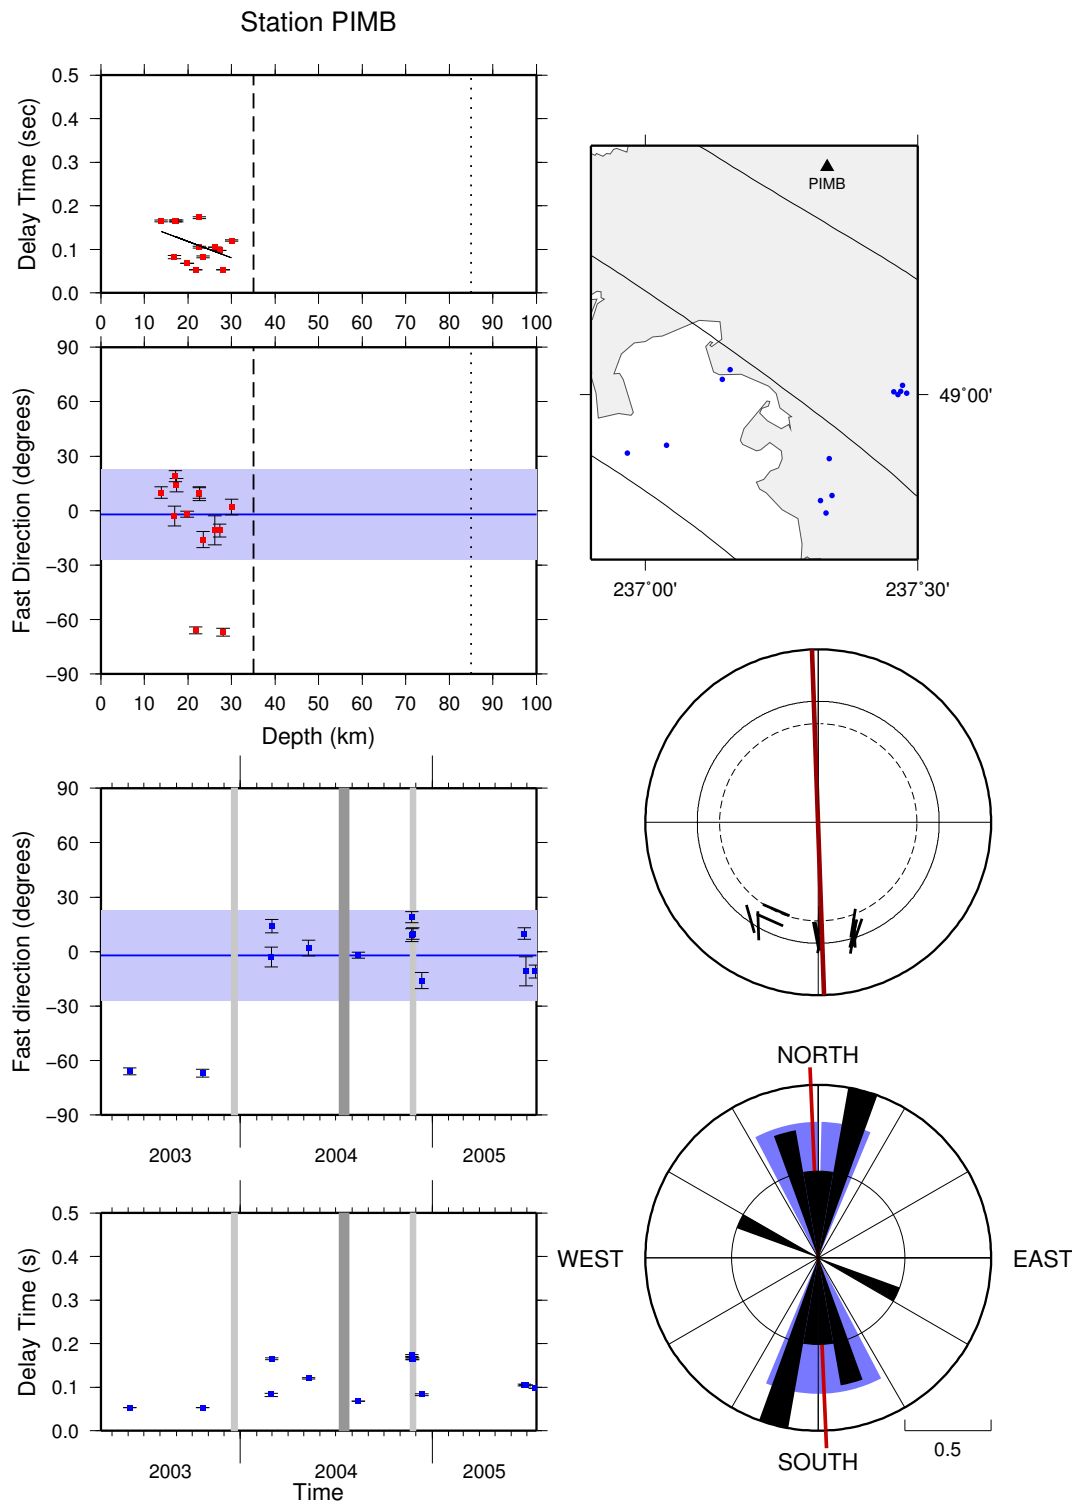 Station PIMB
0.5
0.4
0.3
0.2
0.1
0.0
Delay Time (sec)
0 10 20 30 40 50 60 70 80 90 100
90
60
30
0
−30
−60
−90
Fast Direction (degrees)
0 10 20 30 40 50 60 70 80 90 100
Depth (km)
PIMB
49˚00'
237˚00' 237˚30'
90
60
30
0
−30
−60
−90
Fast direction (degrees)
2003 2004 2005
0.5
0.4
0.3
0.2
0.1
0.0
Delay Time (s)
2003 2004 2005
Time
NORTH
WEST EAST
SOUTH
0.5